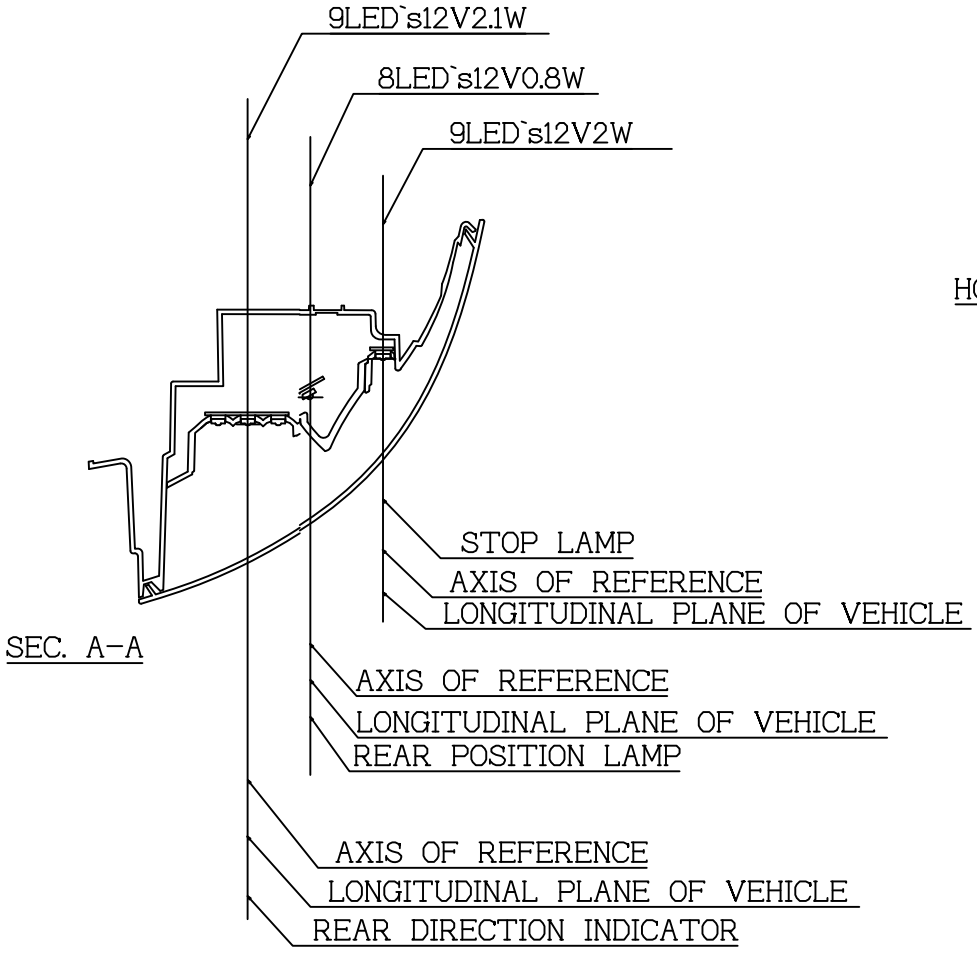 9LED`s12V2.1W
8LED`s12V0.8W
9LED`s12V2W
HO
STOP LAMP
AXIS OF REFERENCE
LONGITUDINAL PLANE OF VEHICLE
SEC. A-A
AXIS OF REFERENCE
LONGITUDINAL PLANE OF VEHICLE
REAR POSITION LAMP
AXIS OF REFERENCE
LONGITUDINAL PLANE OF VEHICLE
REAR DIRECTION INDICATOR